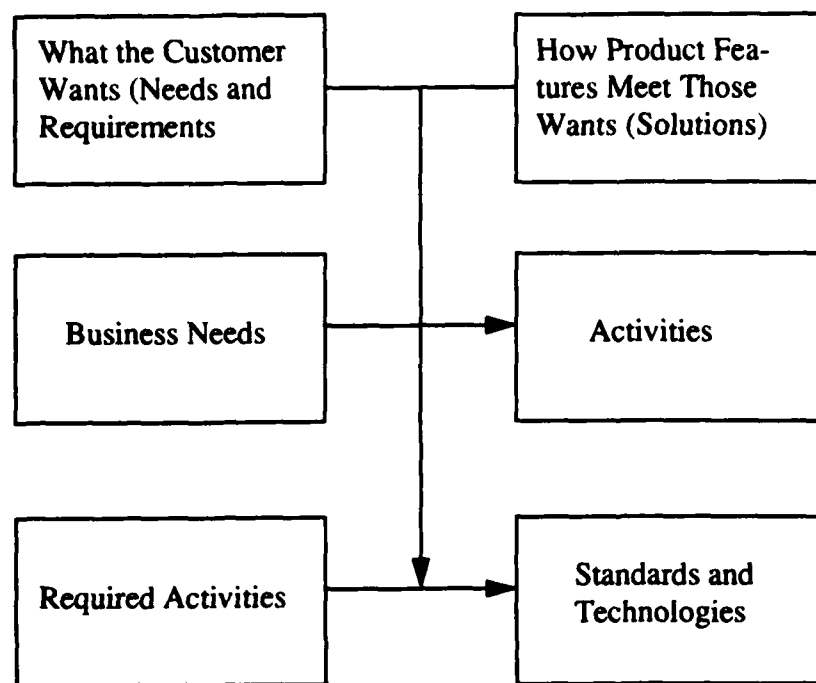 What the Customer
Wants (Needs and
Requirements
How Product Fea-
tures Meet Those
Wants (Solutions)
Business Needs
Activities
Required Activities
Standards and
Technologies